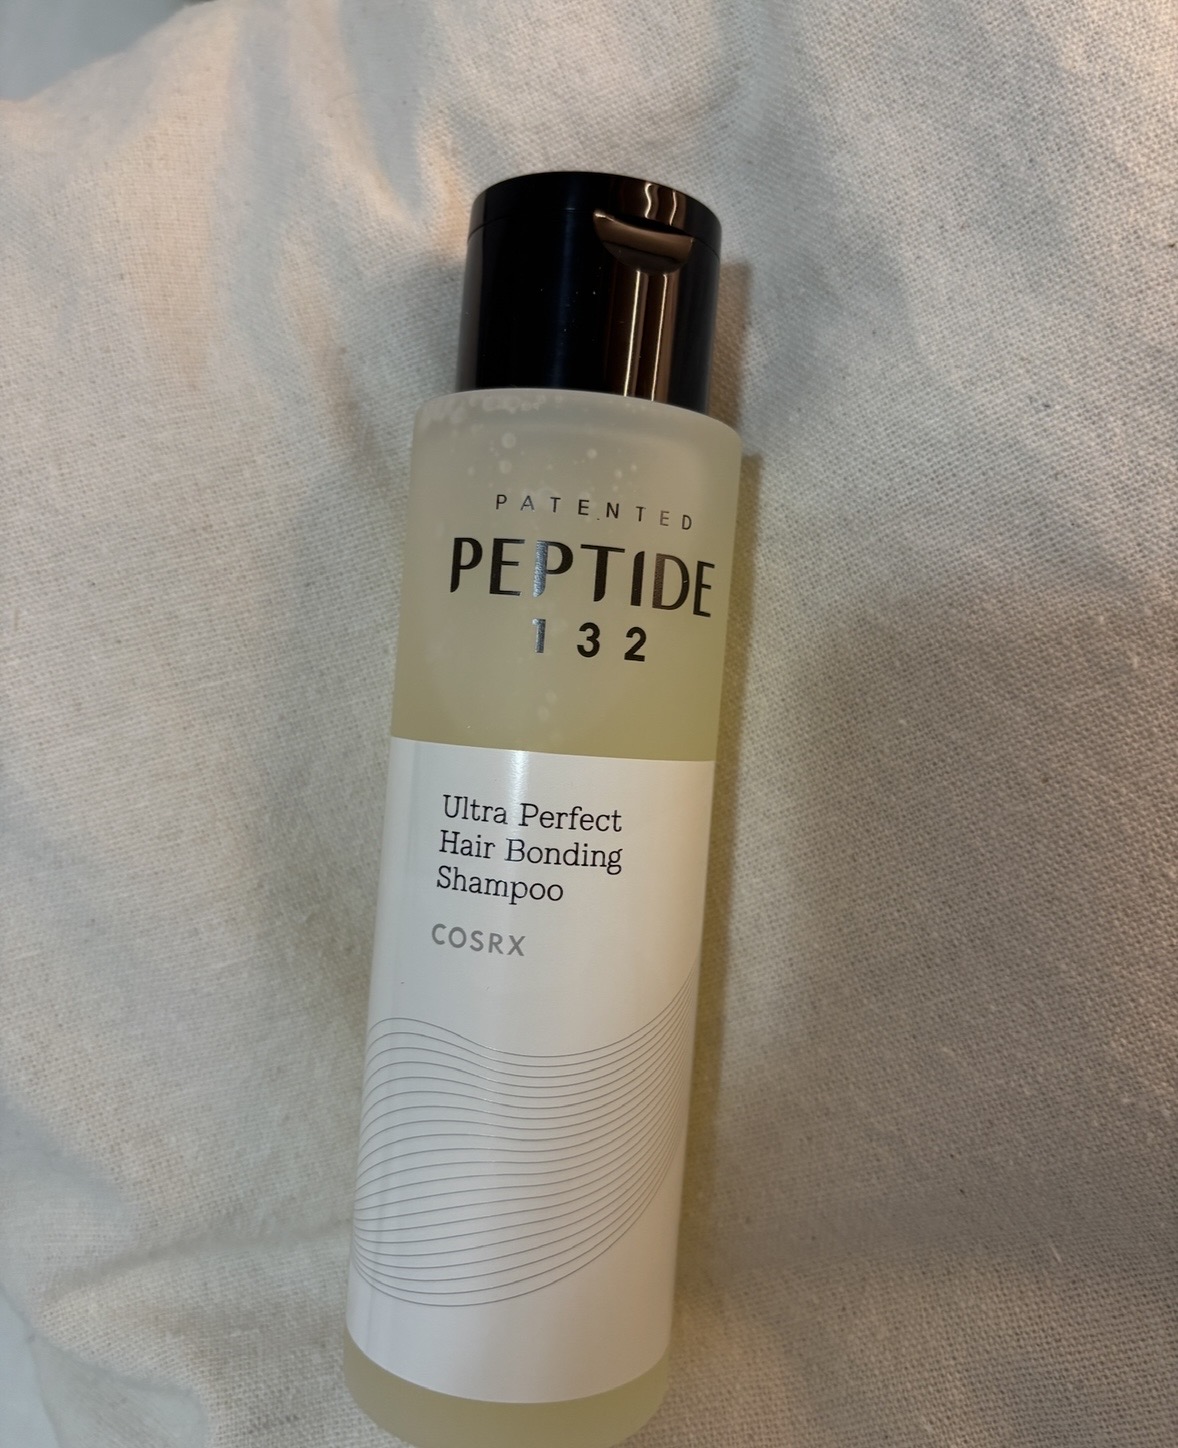 PATENTED
PEPTIDE
132
Ultra Perfect
Hair Bonding
Shampoo
COSRX